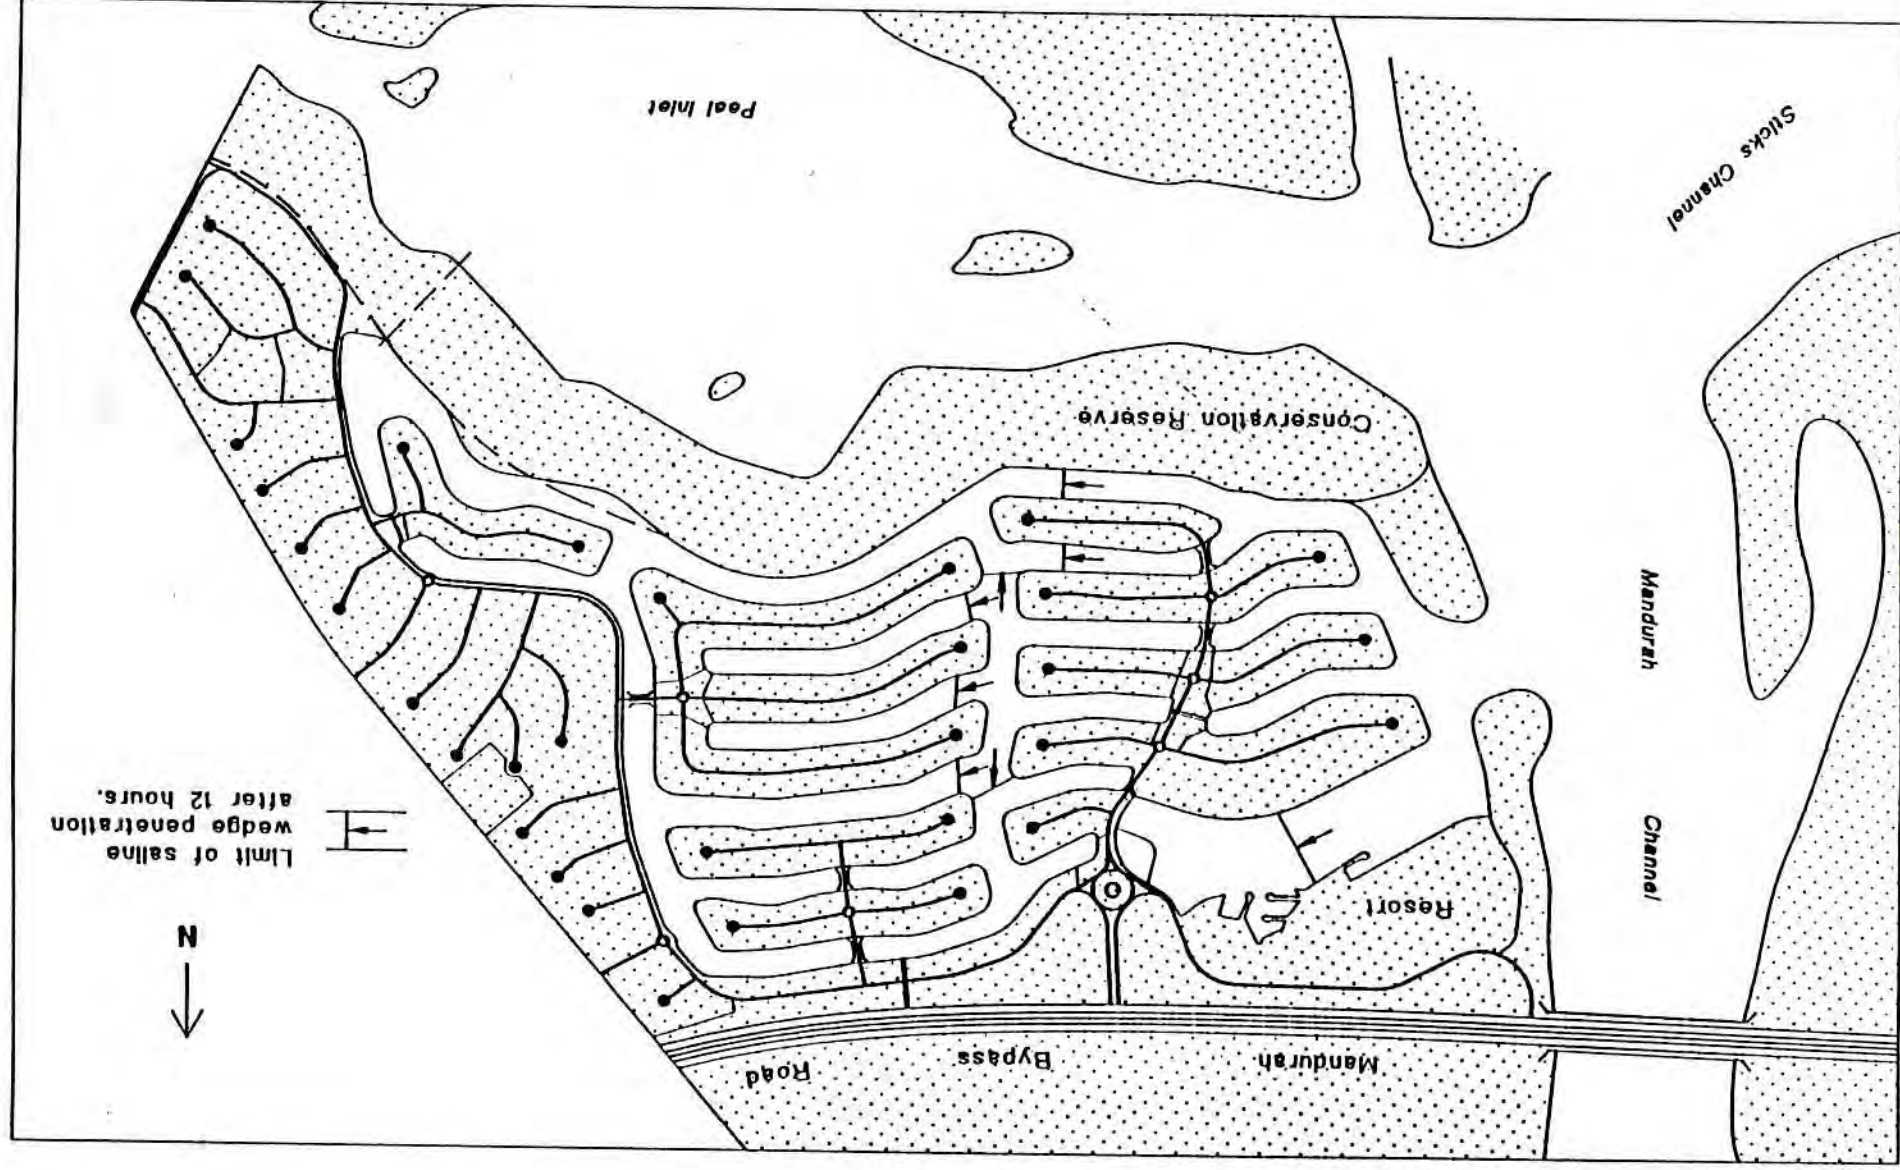 Mandurah
Bypass
Road
Resort
N
Limit of saline
wedge penetration
after 12 hours.
Channel
Mandurah
Conservation Reserve
Sticks Channel
Peel Inlet